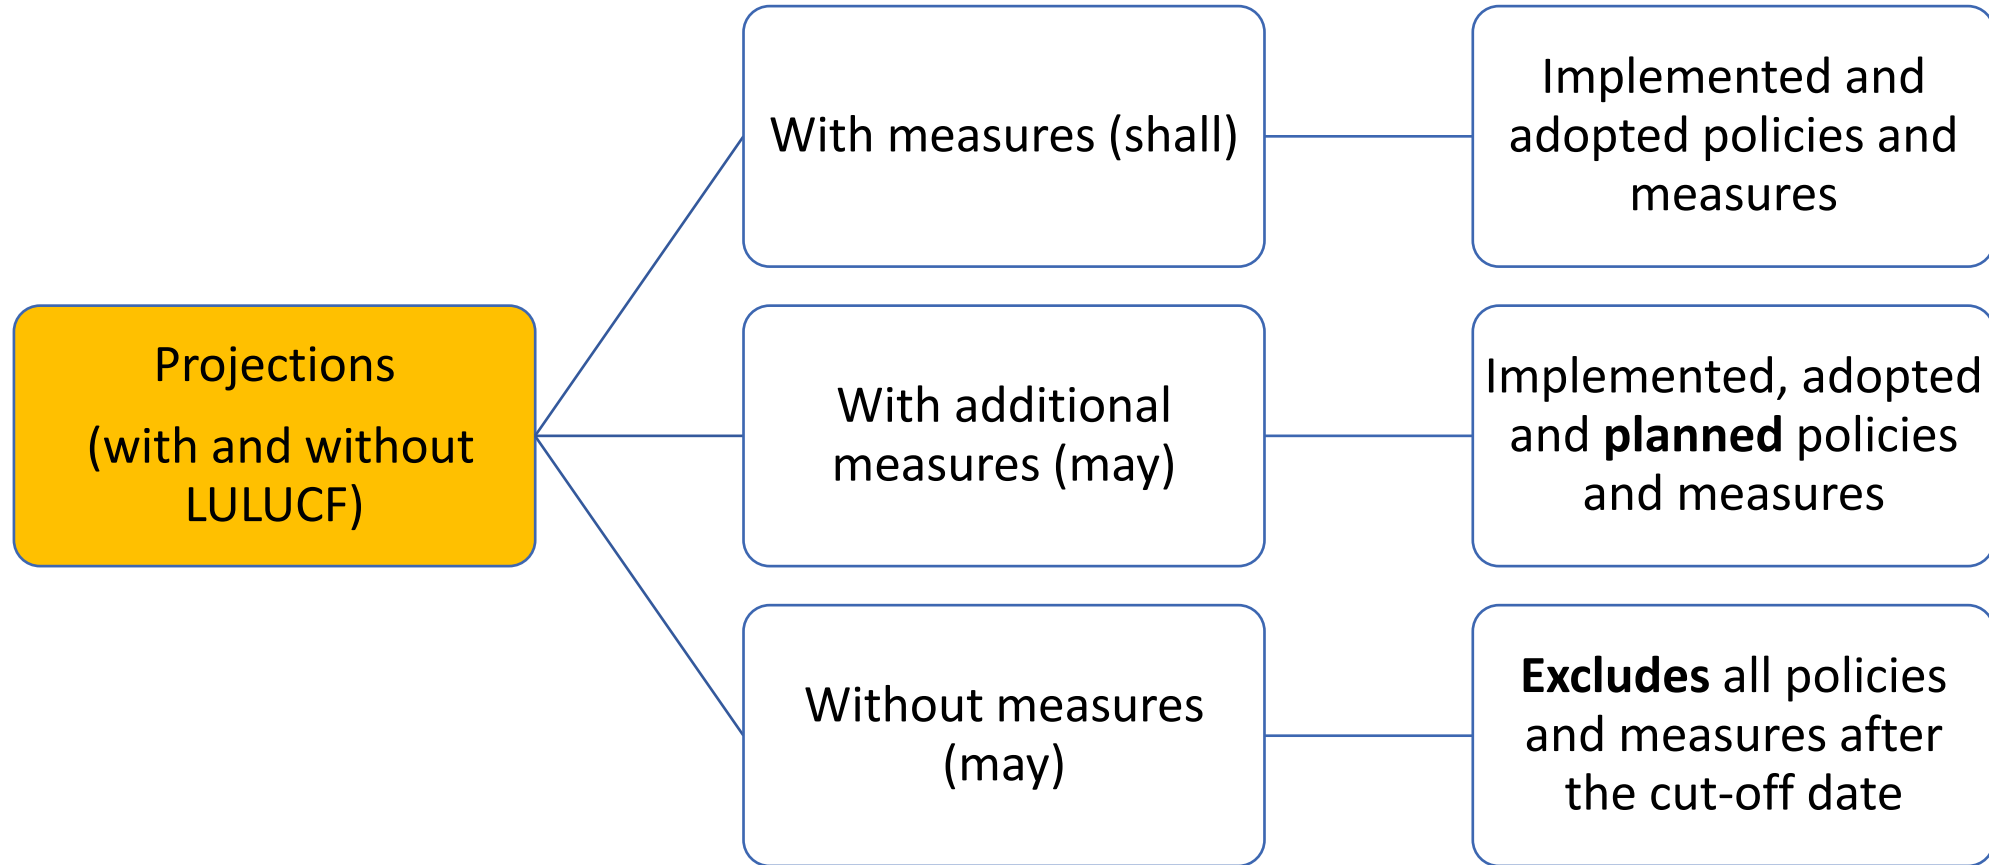 Projections
(with and without
LULUCF)
With measures (shall)
Implemented and
adopted policies and
measures
With additional
measures (may)
Implemented, adopted
and planned policies
and measures
Without measures
(may)
Excludes all policies
and measures after
the cut-off date